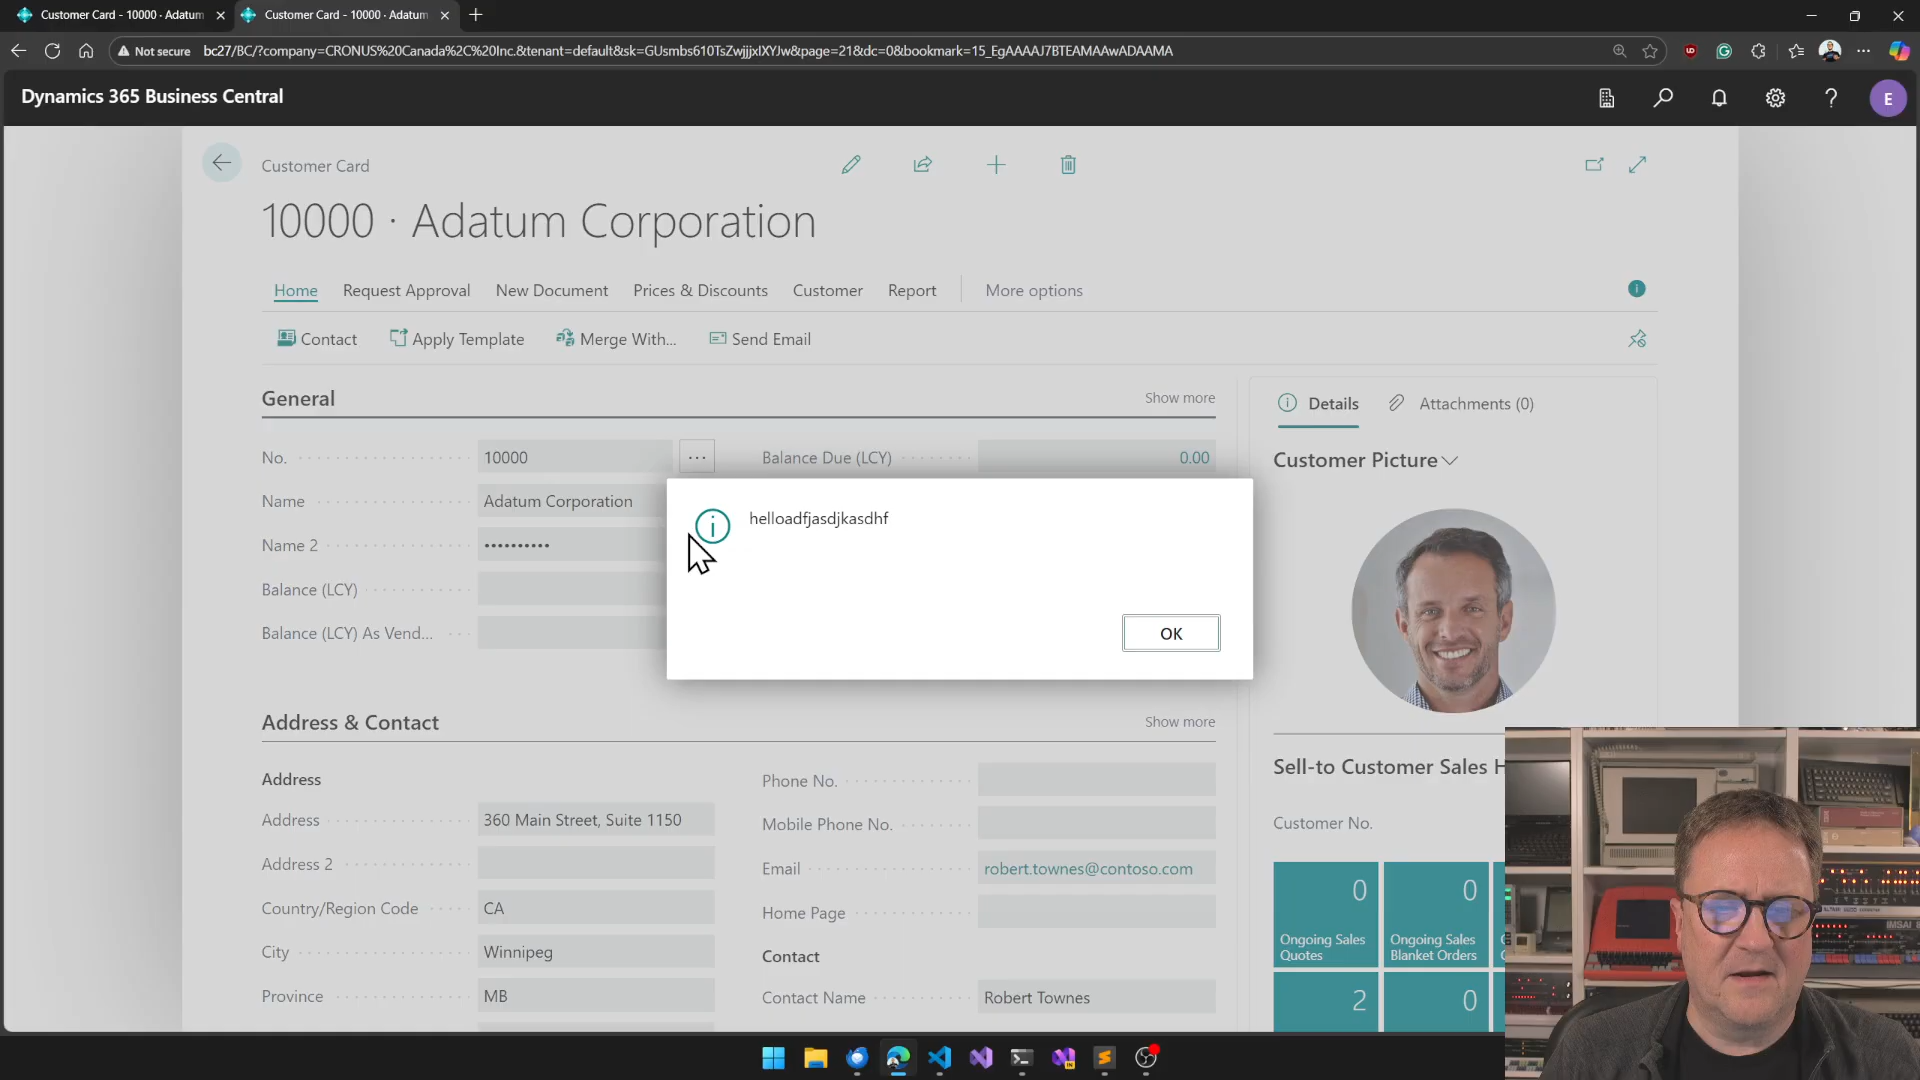 Customer Card - 10000 · Adatum
Customer Card - 10000 · Adatum
Not secure
bc27/BC/?company=CRONUS%20Canada%2C%20Inc.&tenant=default&sk=GUsmbs610TsZwjjjxIXYJw&page=21&dc=0&bookmark=15_EgAAAAJ7BTEAMAAwADAAMA
Dynamics 365 Business Central
E
Customer Card
10000 · Adatum Corporation
Home Request Approval New Document Prices & Discounts Customer Report More options
Contact Apply Template Merge With... Send Email
General
Show more
No. 10000
Name Adatum Corporation
Name 2 ••••••••••
Balance (LCY)
Balance (LCY) As Vend...
Balance Due (LCY) 0.00
helloadfjasdjkasdhf
OK
Details Attachments (0)
Customer Picture
Address & Contact
Show more
Address
Address 360 Main Street, Suite 1150
Address 2
Country/Region Code CA
City Winnipeg
Province MB
Phone No.
Mobile Phone No.
Email robert.townes@contoso.com
Home Page
Contact
Contact Name Robert Townes
Sell-to Customer Sales H
Customer No.
0
Ongoing Sales
Quotes
0
Ongoing Sales
Blanket Orders
2
0
IMSAI